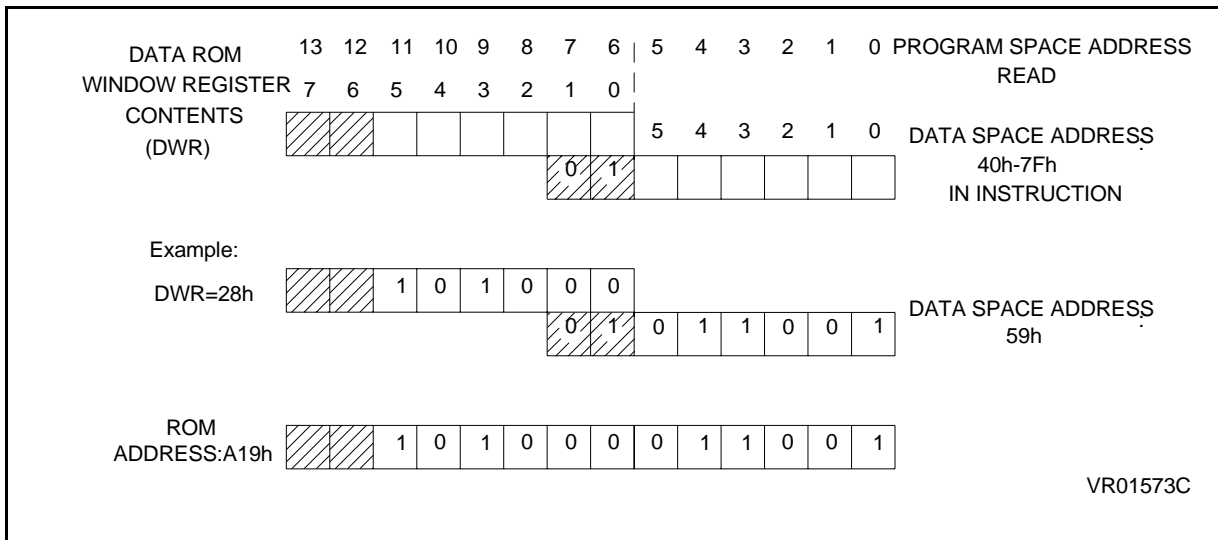 DATA ROM
WINDOW REGISTER
CONTENTS
(DWR)
13 12 11 10 9 8 7 6 5 4 3 2 1 0
PROGRAM SPACE ADDRESS
READ
7 6 5 4 3 2 1 0
5 4 3 2 1 0
DATA SPACE ADDRESS
:
40h-7Fh
IN INSTRUCTION
0 1
Example:
DWR=28h
1 0 1 0 0 0
0 1 0 1 1 0 0 1
DATA SPACE ADDRESS
:
59h
ROM
ADDRESS:A19h
1 0 1 0 0 0 0 1 1 0 0 1
VR01573C